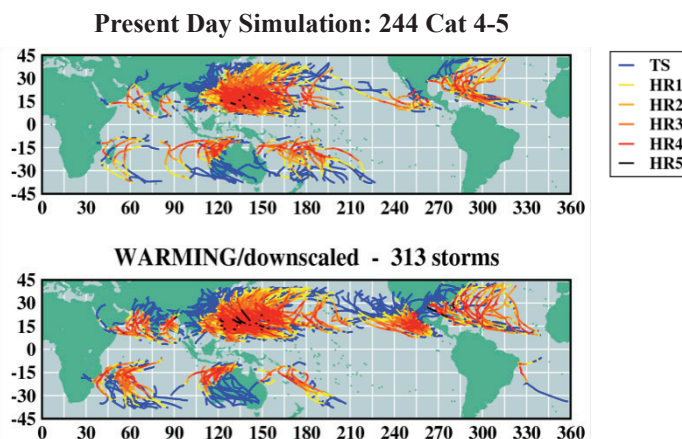 Present Day Simulation: 244 Cat 4-5
45
30
15
0
-15
-30
-45
0 30 60 90 120 150 180 210 240 270 300 330 360
TS
HR1
HR2
HR3
HR4
HR5
WARMING/downscaled - 313 storms
45
30
15
0
-15
-30
-45
0 30 60 90 120 150 180 210 240 270 300 330 360